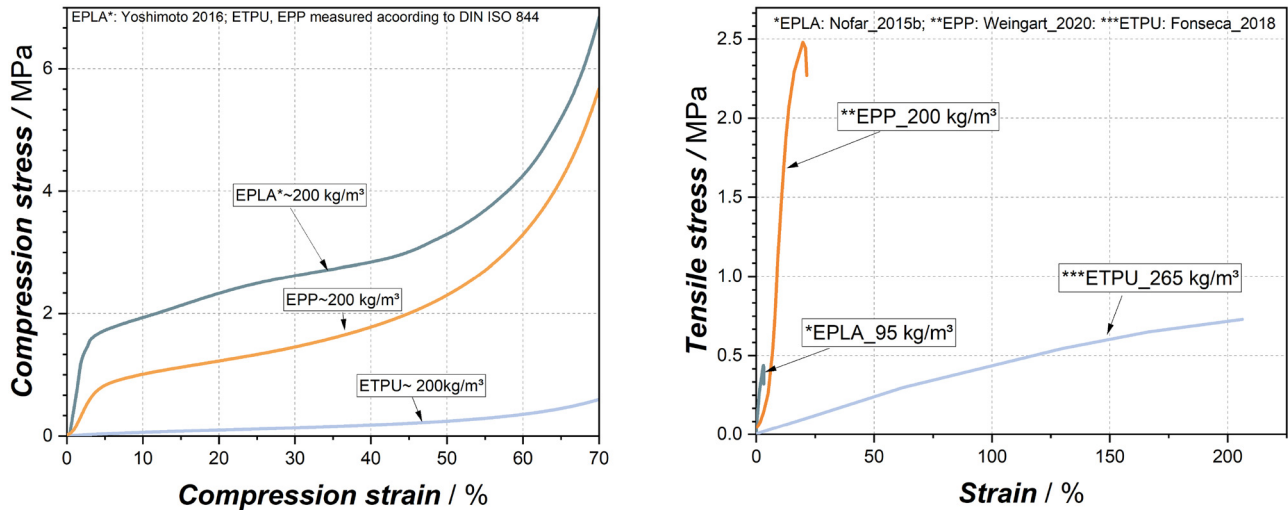 EPLA*: Yoshimoto 2016; ETPU, EPP measured acoording to DIN ISO 844
Compression stress / MPa
6
4
2
0
EPLA*~200 kg/m³
EPP~200 kg/m³
ETPU~ 200kg/m³
0 10 20 30 40 50 60 70
Compression strain / %
*EPLA: Nofar_2015b; **EPP: Weingart_2020: ***ETPU: Fonseca_2018
Tensile stress / MPa
2.5
2.0
1.5
1.0
0.5
0.0
**EPP_200 kg/m³
***ETPU_265 kg/m³
*EPLA_95 kg/m³
0 50 100 150 200
Strain / %